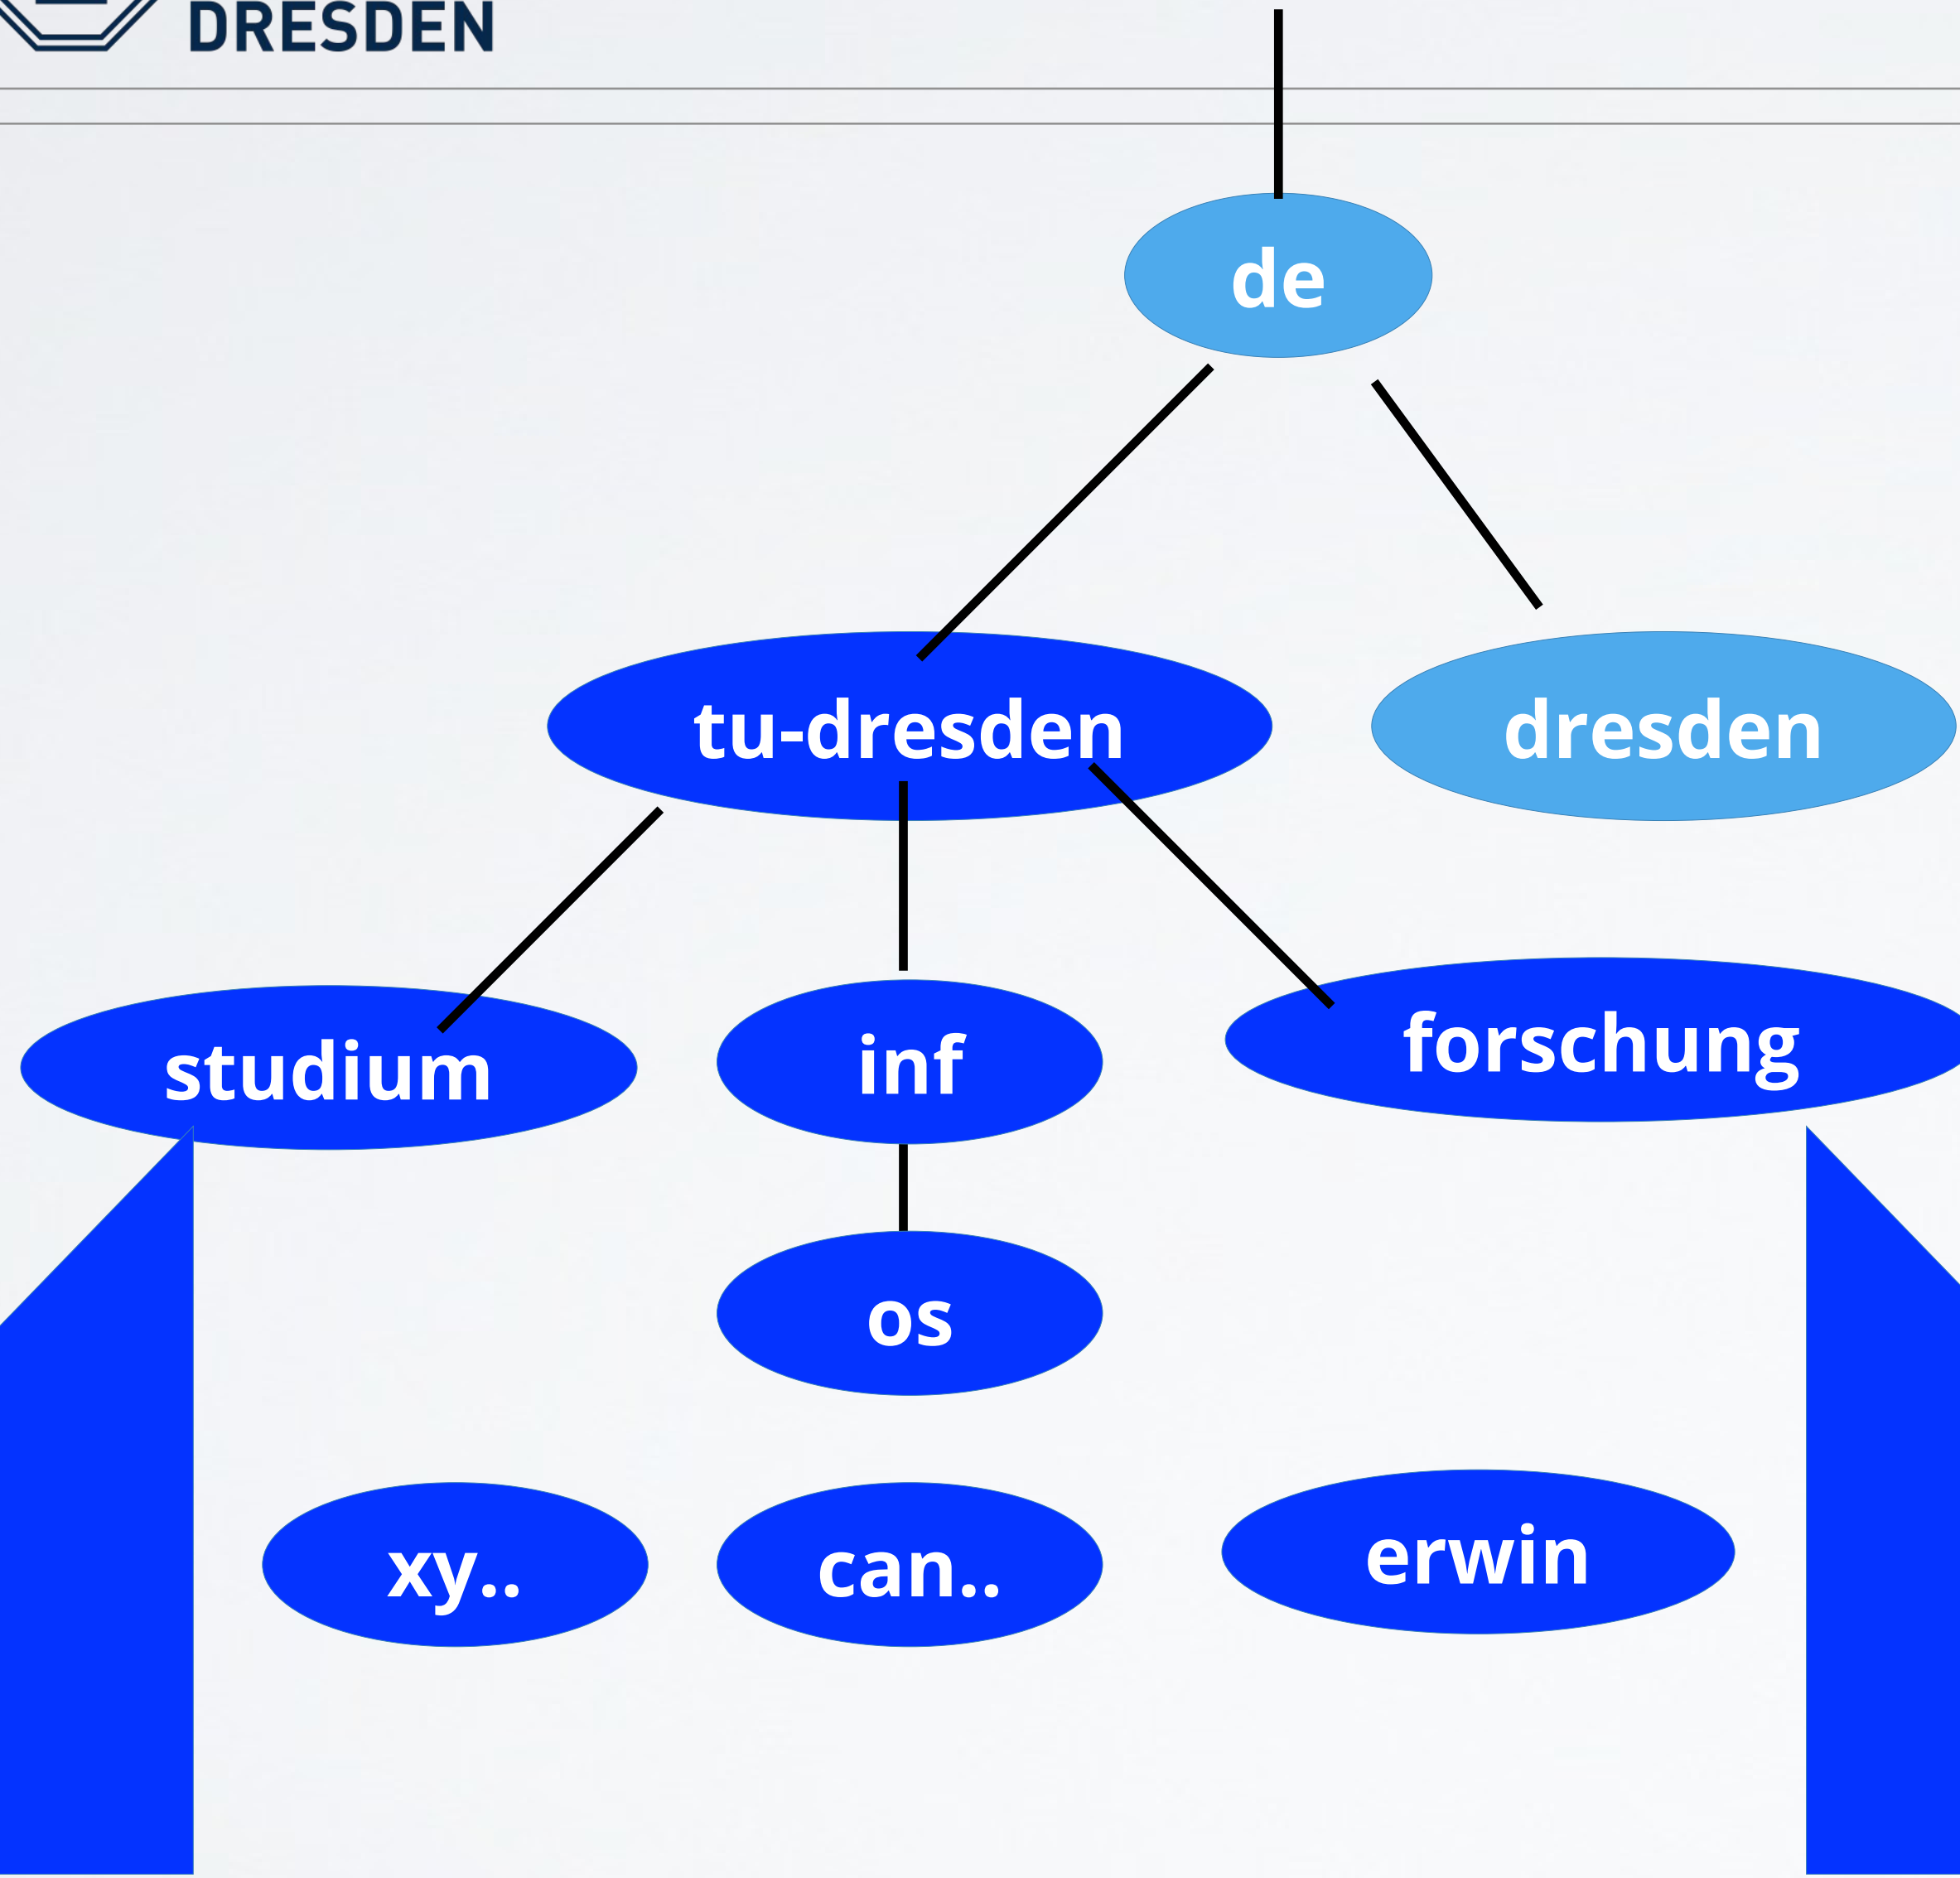 DRESDEN
de
tu-dresden
dresden
studium
inf
forschung
os
xy..
can..
erwin